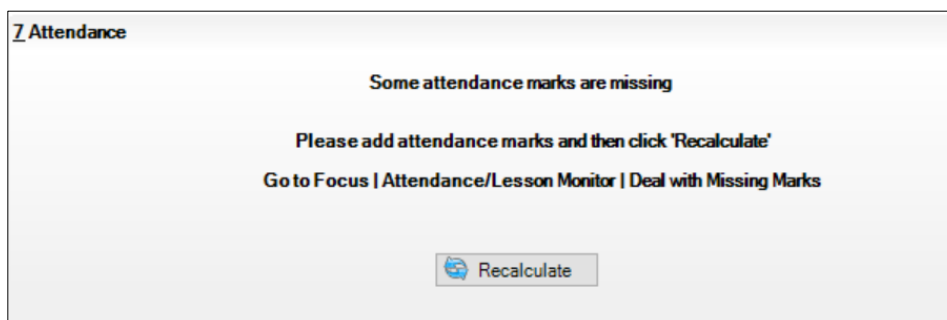 7 Attendance
Some attendance marks are missing
Please add attendance marks and then click 'Recalculate'
Go to Focus | Attendance/Lesson Monitor | Deal with Missing Marks
Recalculate